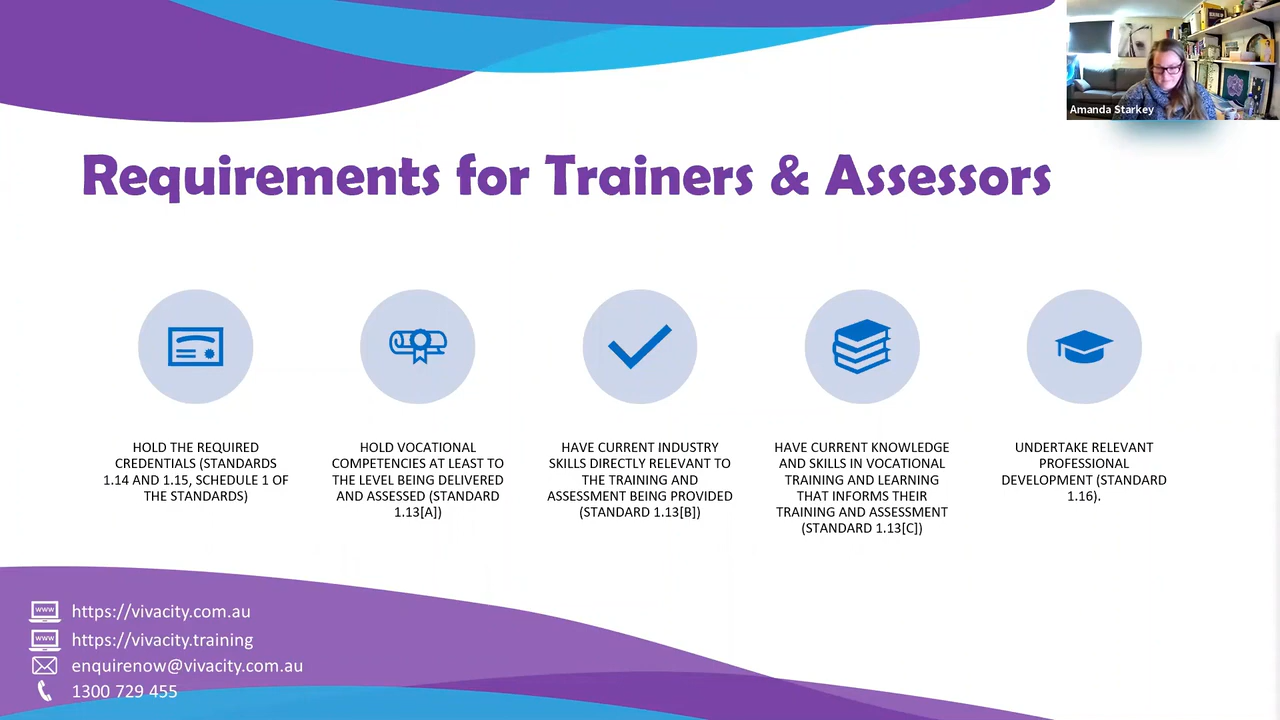 Amanda Starkey
Requirements for Trainers & Assessors
HOLD THE REQUIRED
CREDENTIALS (STANDARDS
1.14 AND 1.15, SCHEDULE 1 OF
THE STANDARDS)
HOLD VOCATIONAL
COMPETENCIES AT LEAST TO
THE LEVEL BEING DELIVERED
AND ASSESSED (STANDARD
1.13[A])
HAVE CURRENT INDUSTRY
SKILLS DIRECTLY RELEVANT TO
THE TRAINING AND
ASSESSMENT BEING PROVIDED
(STANDARD 1.13[B])
HAVE CURRENT KNOWLEDGE
AND SKILLS IN VOCATIONAL
TRAINING AND LEARNING
THAT INFORMS THEIR
TRAINING AND ASSESSMENT
(STANDARD 1.13[C])
UNDERTAKE RELEVANT
PROFESSIONAL
DEVELOPMENT (STANDARD
1.16).
www https://vivacity.com.au
www https://vivacity.training
enquirenow@vivacity.com.au
1300 729 455